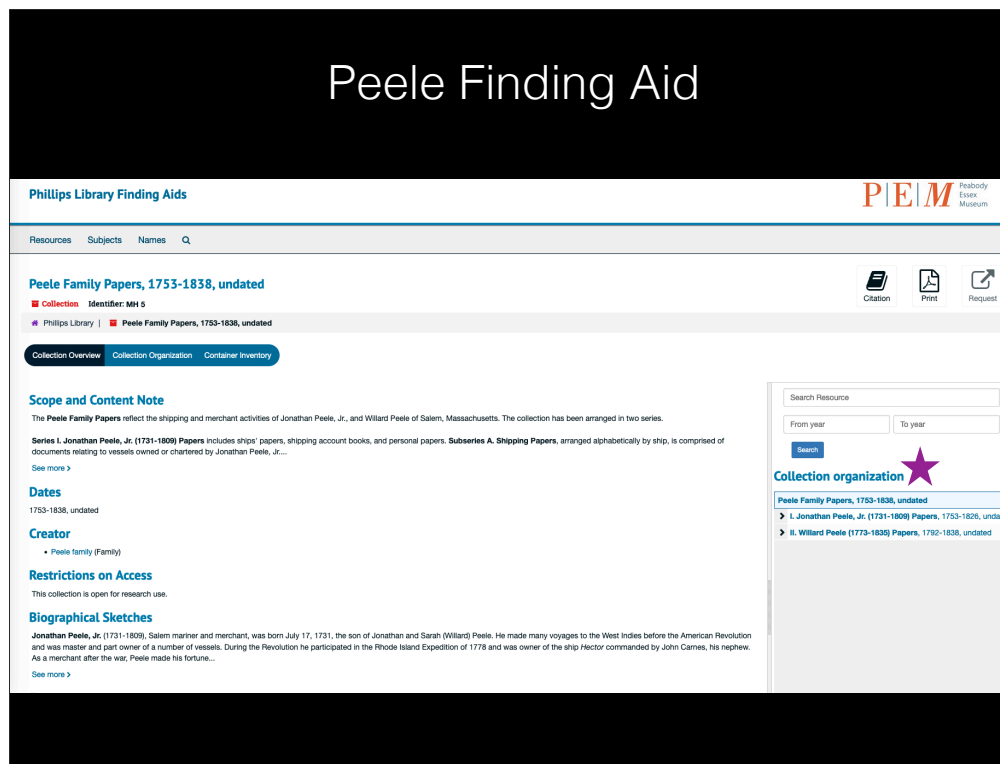 Peele Finding Aid
Phillips Library Finding Aids
P|E|M Peabody
Essex
Museum
Resources Subjects Names
Peele Family Papers, 1753-1838, undated
Collection Identifier: MH 5
Citation Print Request
Phillips Library | Peele Family Papers, 1753-1838, undated
Collection Overview Collection Organization Container Inventory
Scope and Content Note
The Peele Family Papers reflect the shipping and merchant activities of Jonathan Peele, Jr., and Willard Peele of Salem, Massachusetts. The collection has been arranged in two series.
Series I. Jonathan Peele, Jr. (1731-1809) Papers includes ships' papers, shipping account books, and personal papers. Subseries A. Shipping Papers, arranged alphabetically by ship, is comprised of
documents relating to vessels owned or chartered by Jonathan Peele, Jr....
See more >
Dates
1753-1838, undated
Creator
• Peele family (Family)
Restrictions on Access
This collection is open for research use.
Biographical Sketches
Jonathan Peele, Jr. (1731-1809), Salem mariner and merchant, was born July 17, 1731, the son of Jonathan and Sarah (Willard) Peele. He made many voyages to the West Indies before the American Revolution
and was master and part owner of a number of vessels. During the Revolution he participated in the Rhode Island Expedition of 1778 and was owner of the ship Hector commanded by John Carnes, his nephew.
As a merchant after the war, Peele made his fortune...
See more >
Search Resource
From year To year
Search
Collection organization
Peele Family Papers, 1753-1838, undated
I. Jonathan Peele, Jr. (1731-1809) Papers, 1753-1826, unda
II. Willard Peele (1773-1835) Papers, 1792-1838, undated